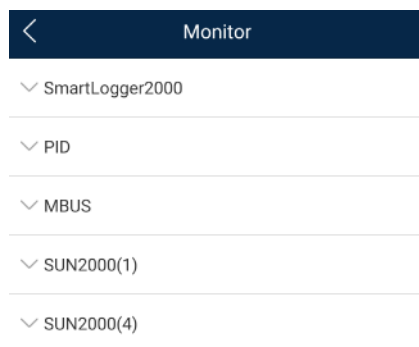 Monitor
SmartLogger2000
PID
MBUS
SUN2000(1)
SUN2000(4)